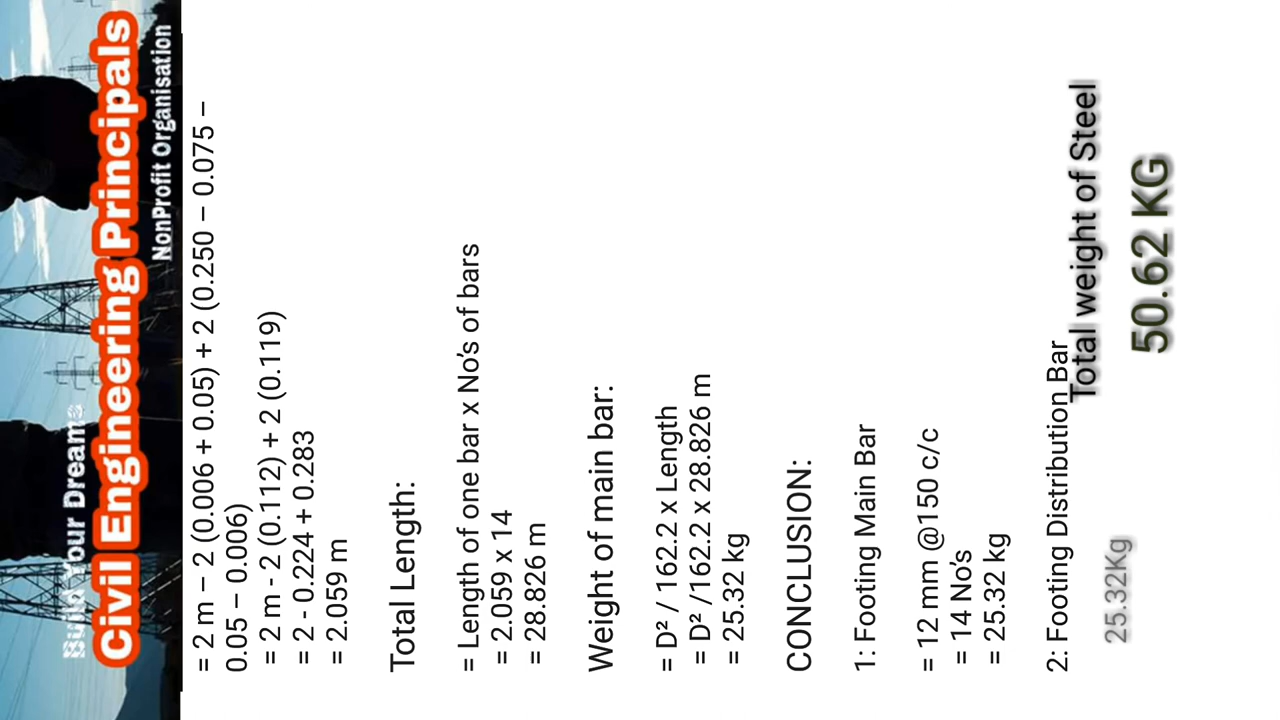 Build Your Dreams
Civil Engineering Principals
NonProfit Organisation
= 2 m – 2 (0.006 + 0.05) + 2 (0.250 – 0.075 –
0.05 – 0.006)
= 2 m - 2 (0.112) + 2 (0.119)
= 2 - 0.224 + 0.283
= 2.059 m
Total Length:
= Length of one bar x No's of bars
= 2.059 x 14
= 28.826 m
Weight of main bar:
= D² / 162.2 x Length
= D² /162.2 x 28.826 m
= 25.32 kg
CONCLUSION:
1: Footing Main Bar
= 12 mm @150 c/c
= 14 No's
= 25.32 kg
2: Footing Distribution Bar
25.32Kg
Total weight of Steel
50.62 KG